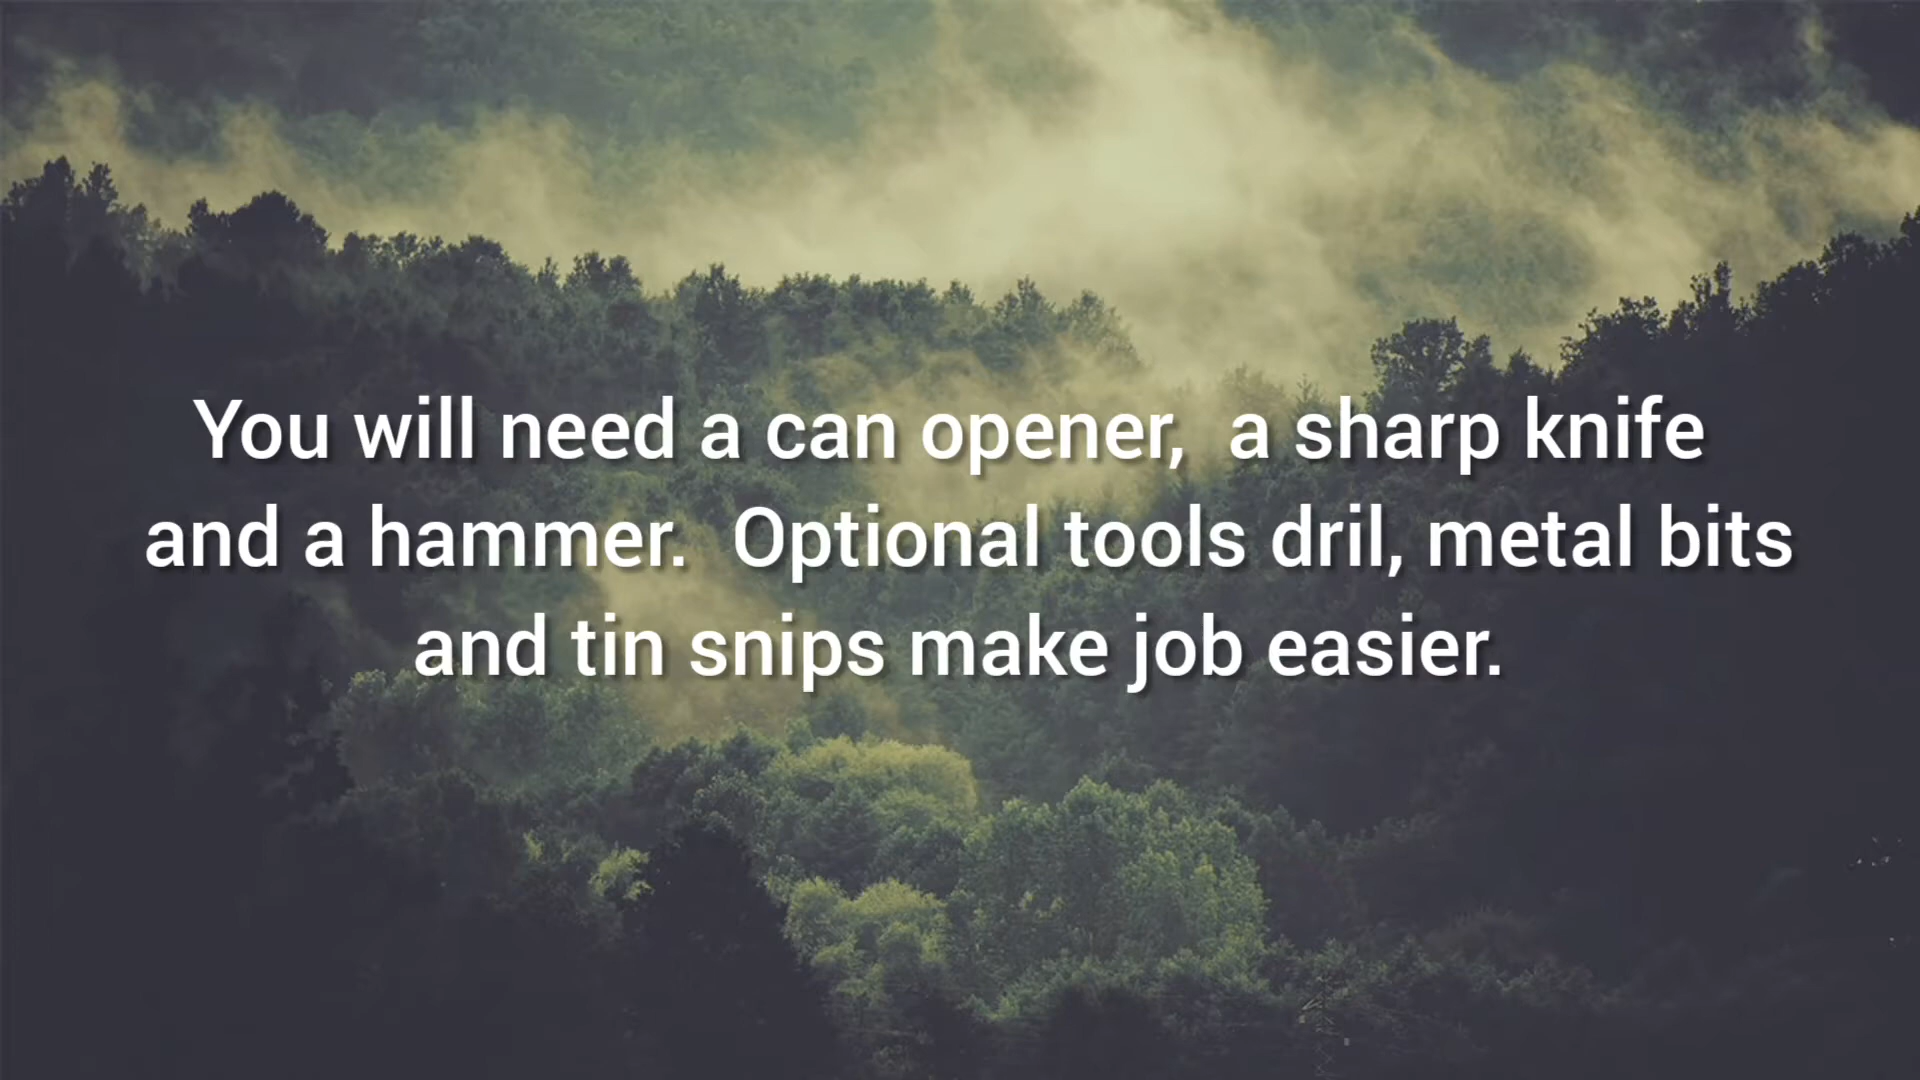 You will need a can opener,  a sharp knife
and a hammer.  Optional tools dril, metal bits
and tin snips make job easier.